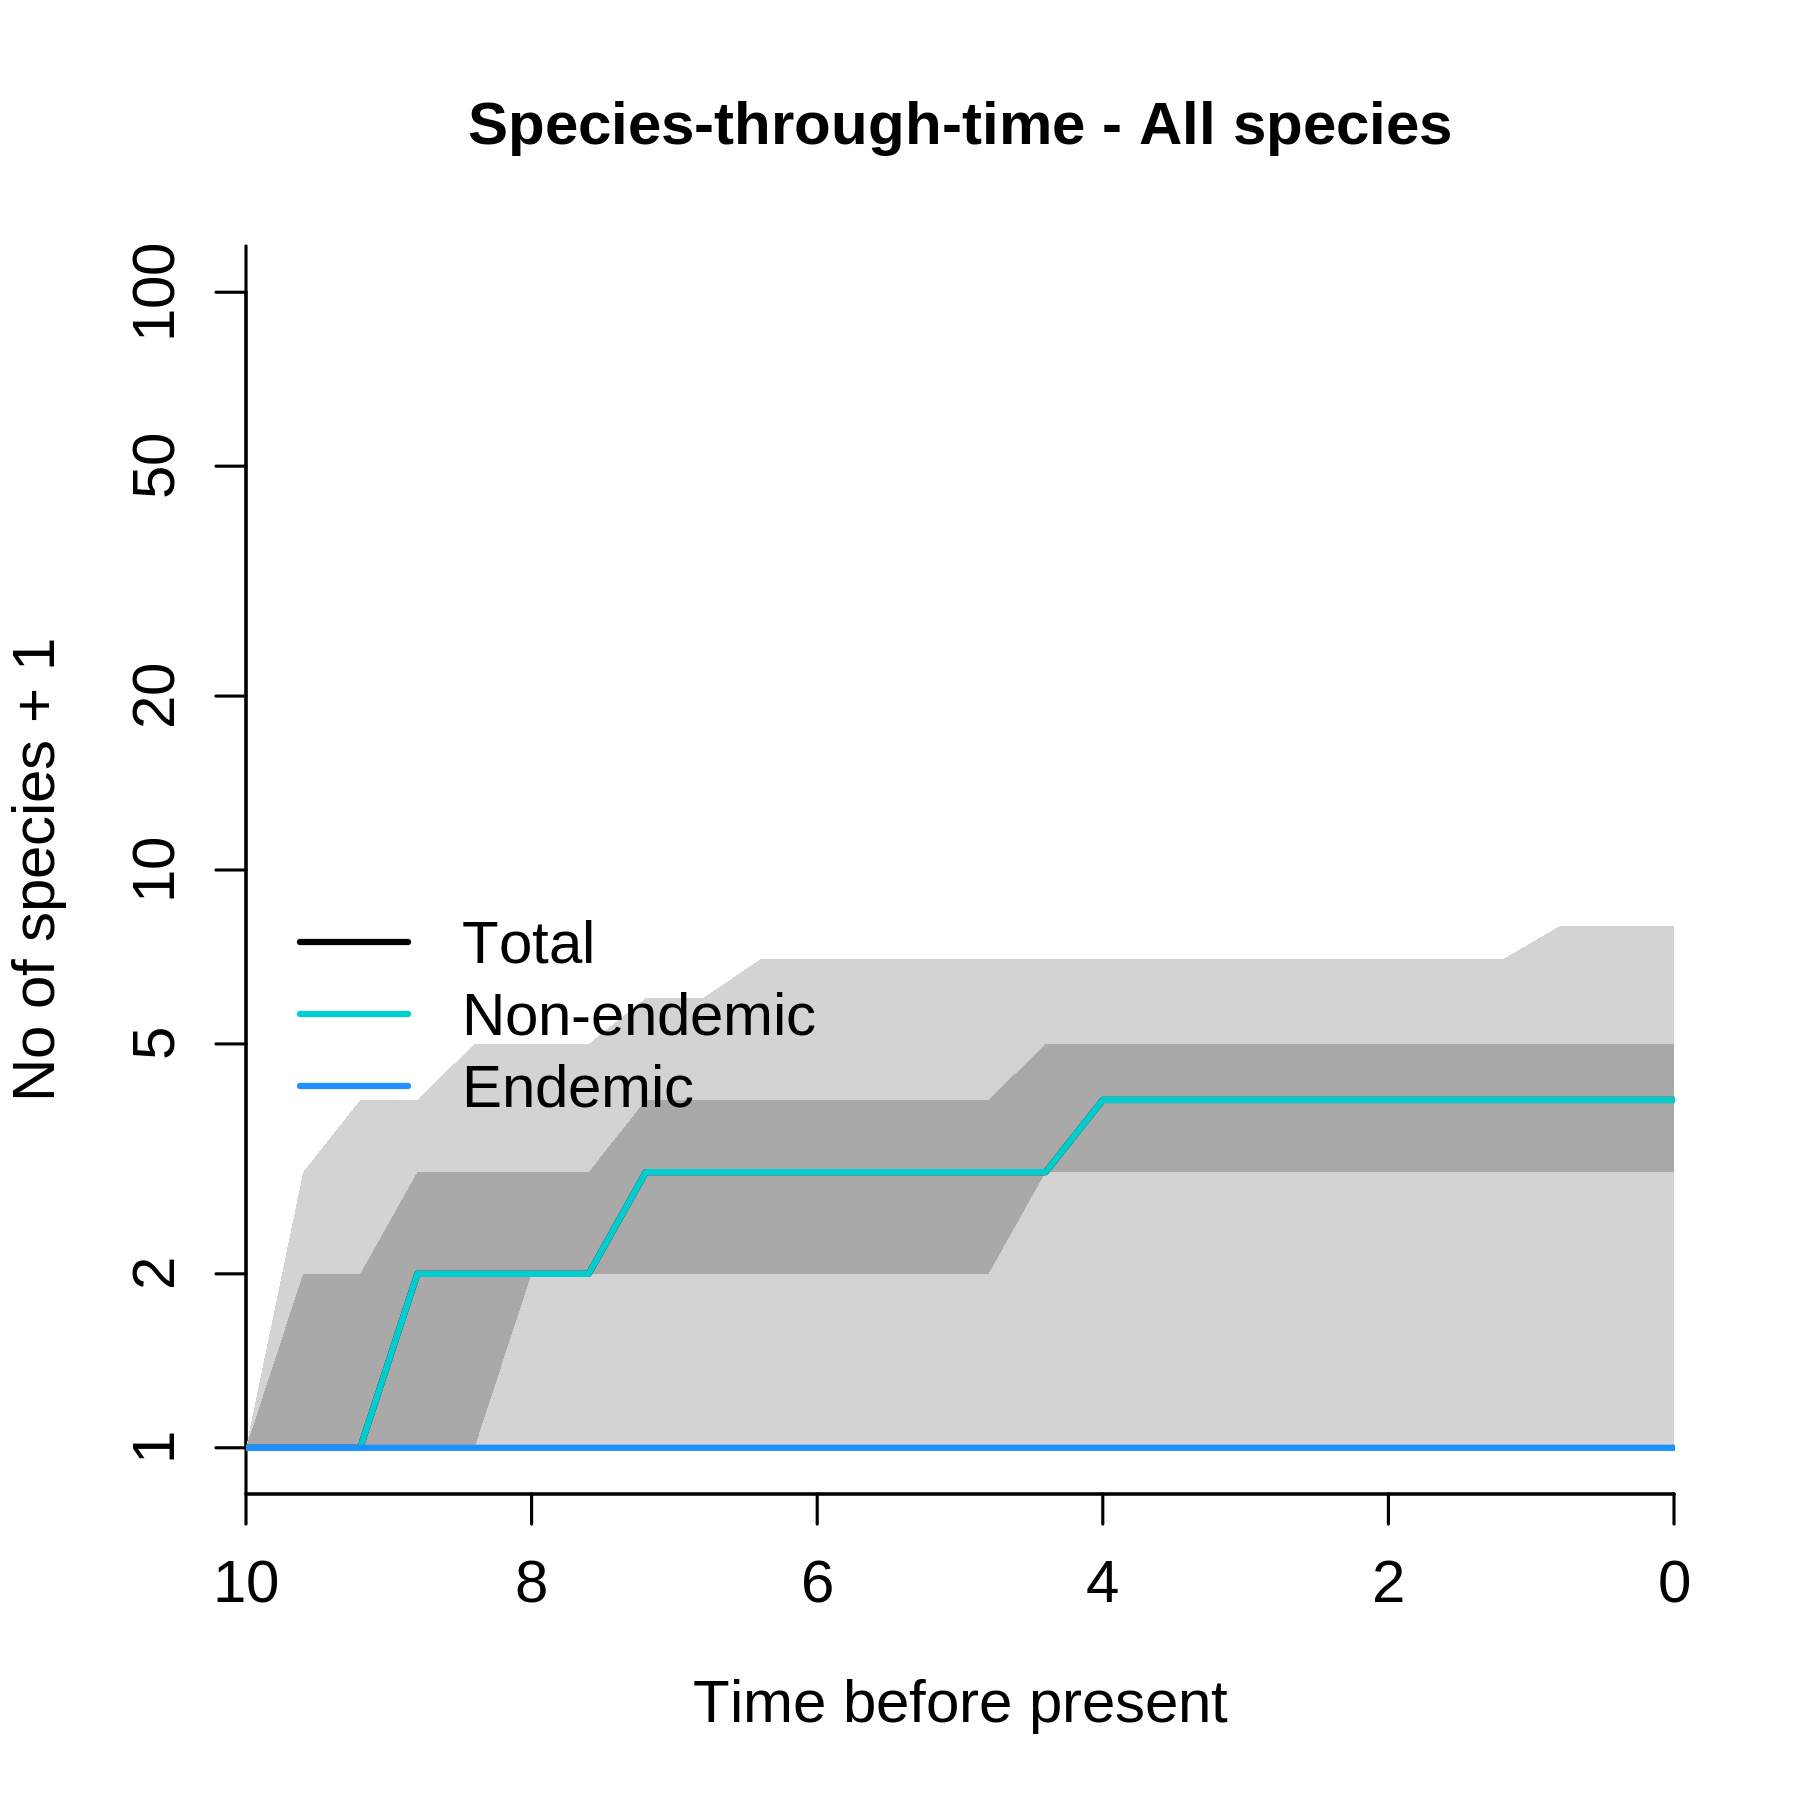 Species-through-time - All species
No of species + 1
100
50
20
10
5
2
1
Total
Non-endemic
Endemic
10 8 6 4 2 0
Time before present